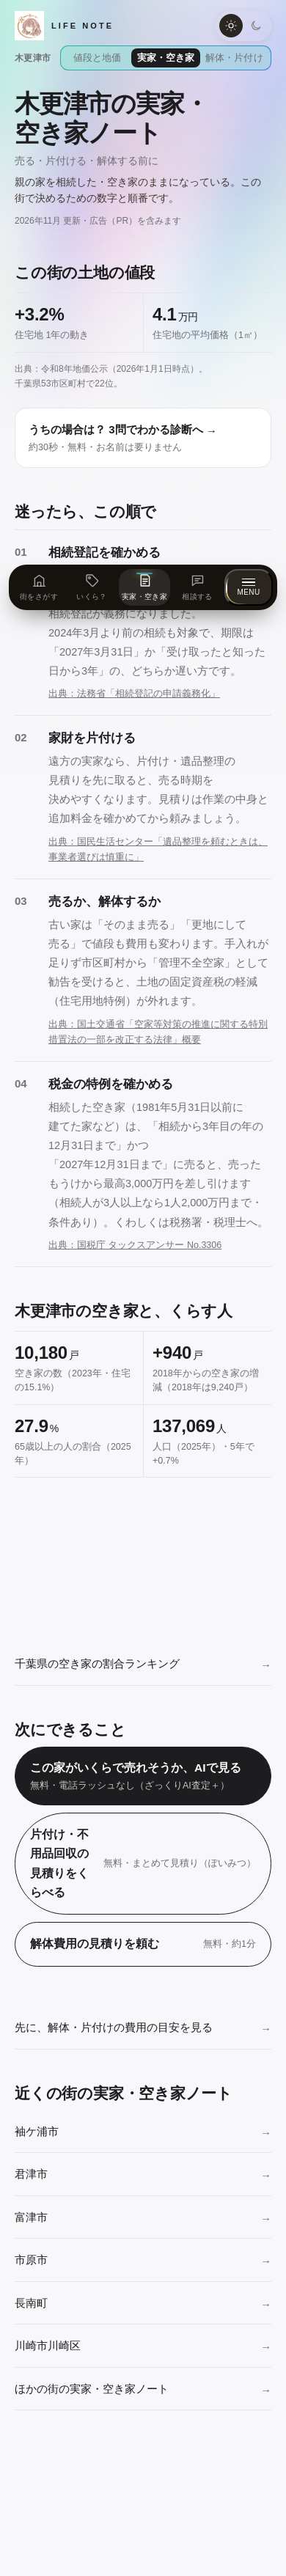 LIFE NOTE
木更津市
値段と地価
実家・空き家
解体・片付け
木更津市の実家・
空き家ノート
売る・片付ける・解体する前に
親の家を相続した・空き家のままになっている。この
街で決めるための数字と順番です。
2026年11月 更新・広告（PR）を含みます
この街の土地の値段
+3.2%
住宅地 1年の動き
4.1万円
住宅地の平均価格（1㎡）
出典：令和8年地価公示（2026年1月1日時点）。
千葉県53市区町村で22位。
うちの場合は？ 3問でわかる診断へ →
約30秒・無料・お名前は要りません
迷ったら、この順で
01
相続登記を確かめる
街をさがす
いくら？
実家・空き家
相談する
MENU
相続登記が義務になりました。
2024年3月より前の相続も対象で、期限は
「2027年3月31日」か「受け取ったと知った
日から3年」の、どちらか遅い方です。
出典：法務省「相続登記の申請義務化」
02
家財を片付ける
遠方の実家なら、片付け・遺品整理の
見積りを先に取ると、売る時期を
決めやすくなります。見積りは作業の中身と
追加料金を確かめてから頼みましょう。
出典：国民生活センター「遺品整理を頼むときは、
事業者選びは慎重に」
03
売るか、解体するか
古い家は「そのまま売る」「更地にして
売る」で値段も費用も変わります。手入れが
足りず市区町村から「管理不全空家」として
勧告を受けると、土地の固定資産税の軽減
（住宅用地特例）が外れます。
出典：国土交通省「空家等対策の推進に関する特別
措置法の一部を改正する法律」概要
04
税金の特例を確かめる
相続した空き家（1981年5月31日以前に
建てた家など）は、「相続から3年目の年の
12月31日まで」かつ
「2027年12月31日まで」に売ると、売った
もうけから最高3,000万円を差し引けます
（相続人が3人以上なら1人2,000万円まで・
条件あり）。くわしくは税務署・税理士へ。
出典：国税庁 タックスアンサー No.3306
木更津市の空き家と、くらす人
10,180戸
空き家の数（2023年・住宅
の15.1%）
+940戸
2018年からの空き家の増
減（2018年は9,240戸）
27.9%
65歳以上の人の割合（2025
年）
137,069人
人口（2025年）・5年で
+0.7%
千葉県の空き家の割合ランキング →
次にできること
この家がいくらで売れそうか、AIで見る
無料・電話ラッシュなし（ざっくりAI査定＋）
片付け・不
用品回収の
見積りをく
らべる
無料・まとめて見積り（ぽいみつ）
解体費用の見積りを頼む
無料・約1分
先に、解体・片付けの費用の目安を見る →
近くの街の実家・空き家ノート
袖ケ浦市 →
君津市 →
富津市 →
市原市 →
長南町 →
川崎市川崎区 →
ほかの街の実家・空き家ノート →